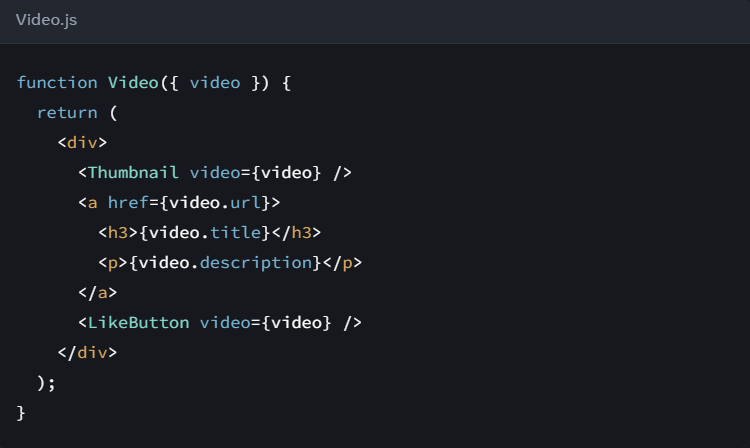 Video.js
function Video({ video }) {
  return (
    <div>
      <Thumbnail video={video} />
      <a href={video.url}>
        <h3>{video.title}</h3>
        <p>{video.description}</p>
      </a>
      <LikeButton video={video} />
    </div>
  );
}